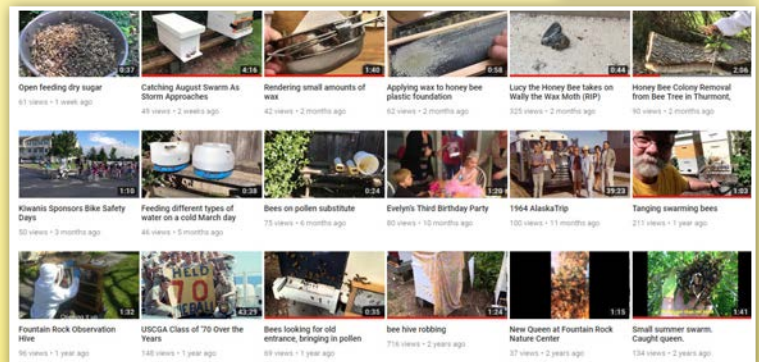 0:37
4:16
1:40
0:58
0:44
2:06
Open feeding dry sugar
Catching August Swarm As
Storm Approaches
Rendering small amounts of
wax
Applying wax to honey bee
plastic foundation
Lucy the Honey Bee takes on
Wally the Wax Moth (RIP)
Honey Bee Colony Removal
from Bee Tree in Thurmont,
61 views • 1 week ago
49 views • 2 weeks ago
42 views • 2 months ago
62 views • 2 months ago
325 views • 2 months ago
90 views • 2 months ago
1:10
0:38
0:24
1:20
39:23
1:03
Kiwanis Sponsors Bike Safety
Days
Feeding different types of
water on a cold March day
Bees on pollen substitute
Evelyn's Third Birthday Party
1964 AlaskaTrip
Tanging swarming bees
50 views • 3 months ago
46 views • 5 months ago
75 views • 6 months ago
80 views • 10 months ago
100 views • 11 months ago
211 views • 1 year ago
HELD
70
1:32
43:29
0:35
1:24
1:15
1:41
Fountain Rock Observation
Hive
USCGA Class of '70 Over the
Years
Bees looking for old
entrance, bringing in pollen
bee hive robbing
New Queen at Fountain Rock
Nature Center
Small summer swarm.
Caught queen.
96 views • 1 year ago
148 views • 1 year ago
69 views • 1 year ago
716 views • 2 years ago
37 views • 2 years ago
134 views • 2 years ago